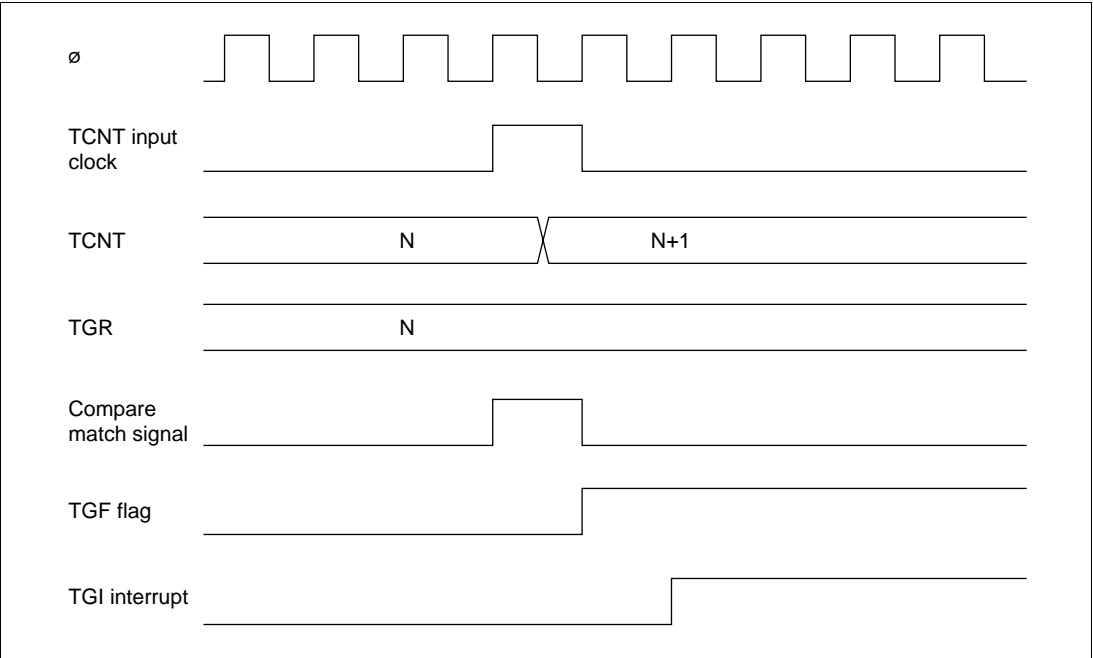 ø
TCNT input
clock
TCNT
N
N+1
TGR
N
Compare
match signal
TGF flag
TGI interrupt